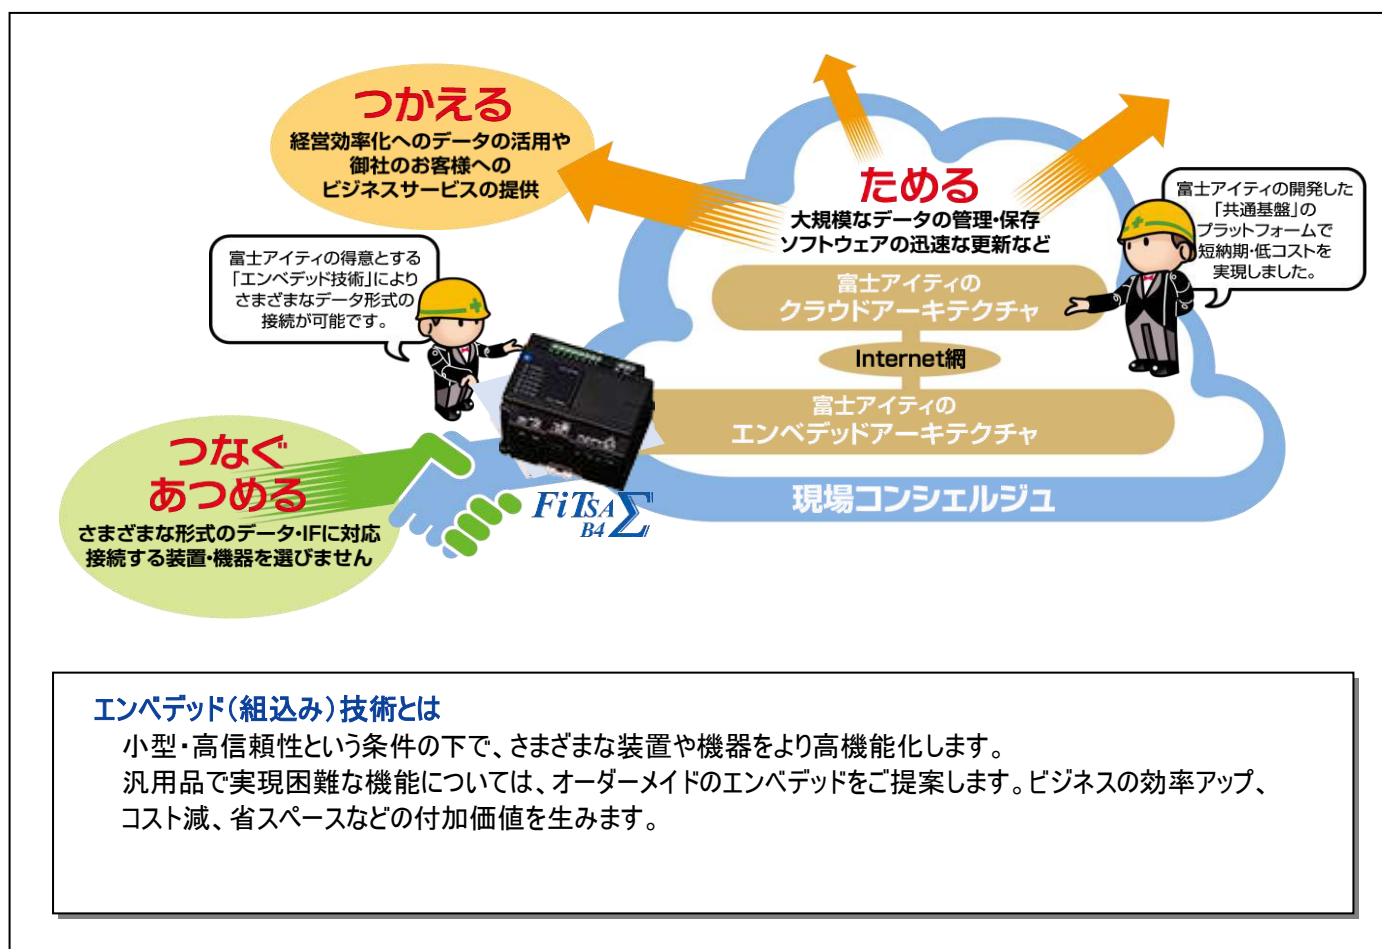 つかえる
経営効率化へのデータの活用や
御社のお客様への
ビジネスサービスの提供
ためる
大規模なデータの管理・保存
ソフトウェアの迅速な更新など
富士アイティの開発した
「共通基盤」の
プラットフォームで
短納期・低コストを
実現しました。
富士アイティの得意とする
「エンベデッド技術」により
さまざまなデータ形式の
接続が可能です。
富士アイティの
クラウドアーキテクチャ
Internet網
富士アイティの
エンベデッドアーキテクチャ
現場コンシェルジュ
つなぐ
あつめる
さまざまな形式のデータ・IFに対応
接続する装置・機器を選びません
FiTSA Σ
B4
エンベデッド（組込み）技術とは
小型・高信頼性という条件の下で、さまざまな装置や機器をより高機能化します。
汎用品で実現困難な機能については、オーダーメイドのエンベデッドをご提案します。ビジネスの効率アップ、
コスト減、省スペースなどの付加価値を生みます。